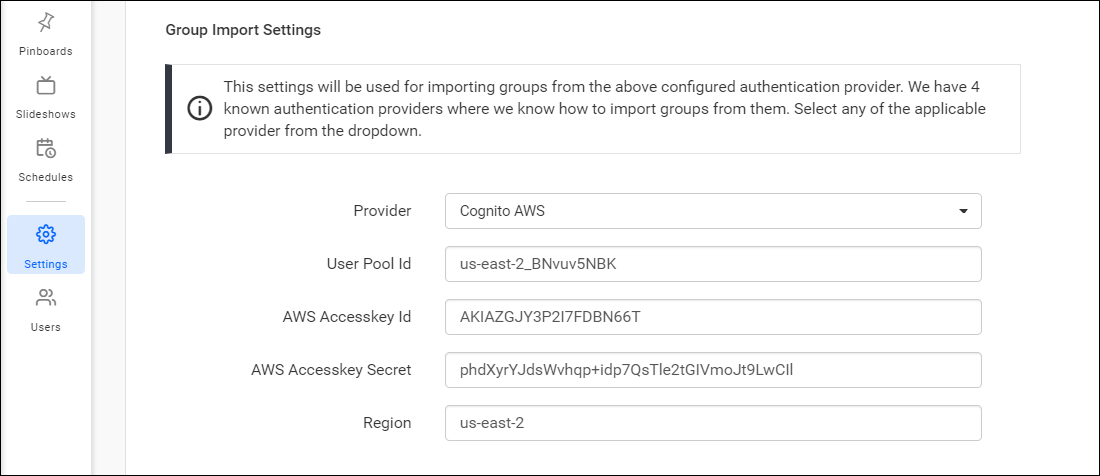 Pinboards
Slideshows
Schedules
Settings
Users
Group Import Settings
This settings will be used for importing groups from the above configured authentication provider. We have 4
known authentication providers where we know how to import groups from them. Select any of the applicable
provider from the dropdown.
Provider Cognito AWS
User Pool Id us-east-2_BNvuv5NBK
AWS Accesskey Id AKIAZGJY3P2I7FDBN66T
AWS Accesskey Secret
Region us-east-2